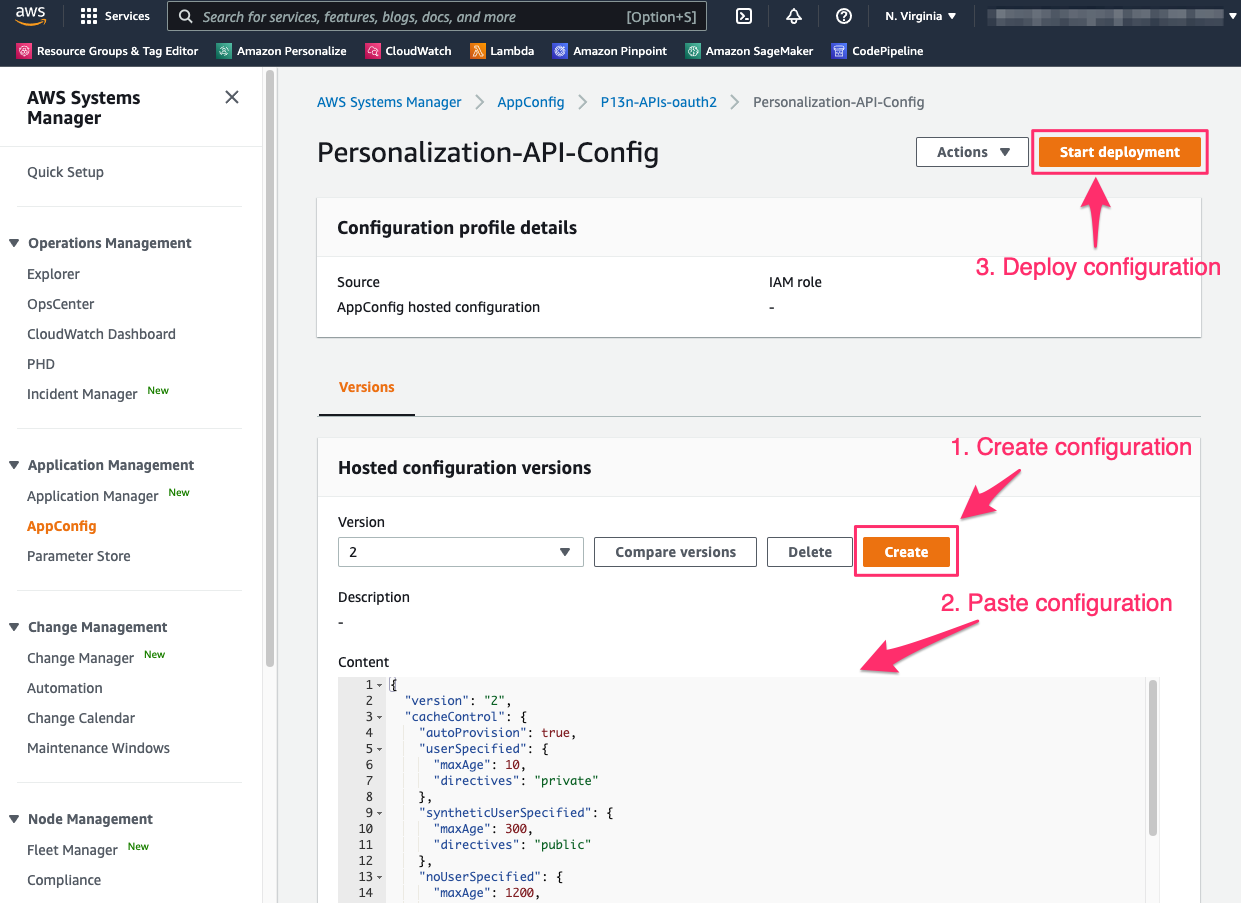 aws
Services
Search for services, features, blogs, docs, and more [Option+S]
N. Virginia
Resource Groups & Tag Editor
Amazon Personalize
CloudWatch
Lambda
Amazon Pinpoint
Amazon SageMaker
CodePipeline
AWS Systems
Manager
Quick Setup
Operations Management
Explorer
OpsCenter
CloudWatch Dashboard
PHD
Incident Manager New
Application Management
Application Manager New
AppConfig
Parameter Store
Change Management
Change Manager New
Automation
Change Calendar
Maintenance Windows
Node Management
Fleet Manager New
Compliance
AWS Systems Manager > AppConfig > P13n-APIs-oauth2 > Personalization-API-Config
Personalization-API-Config
Actions
Start deployment
3. Deploy configuration
Configuration profile details
Source
AppConfig hosted configuration
IAM role
-
Versions
1. Create configuration
Hosted configuration versions
Version
2
Compare versions
Delete
Create
2. Paste configuration
Description
-
Content
1 {
2 "version": "2",
3 "cacheControl": {
4 "autoProvision": true,
5 "userSpecified": {
6 "maxAge": 10,
7 "directives": "private"
8 },
9 "syntheticUserSpecified": {
10 "maxAge": 300,
11 "directives": "public"
12 },
13 "noUserSpecified": {
14 "maxAge": 1200,